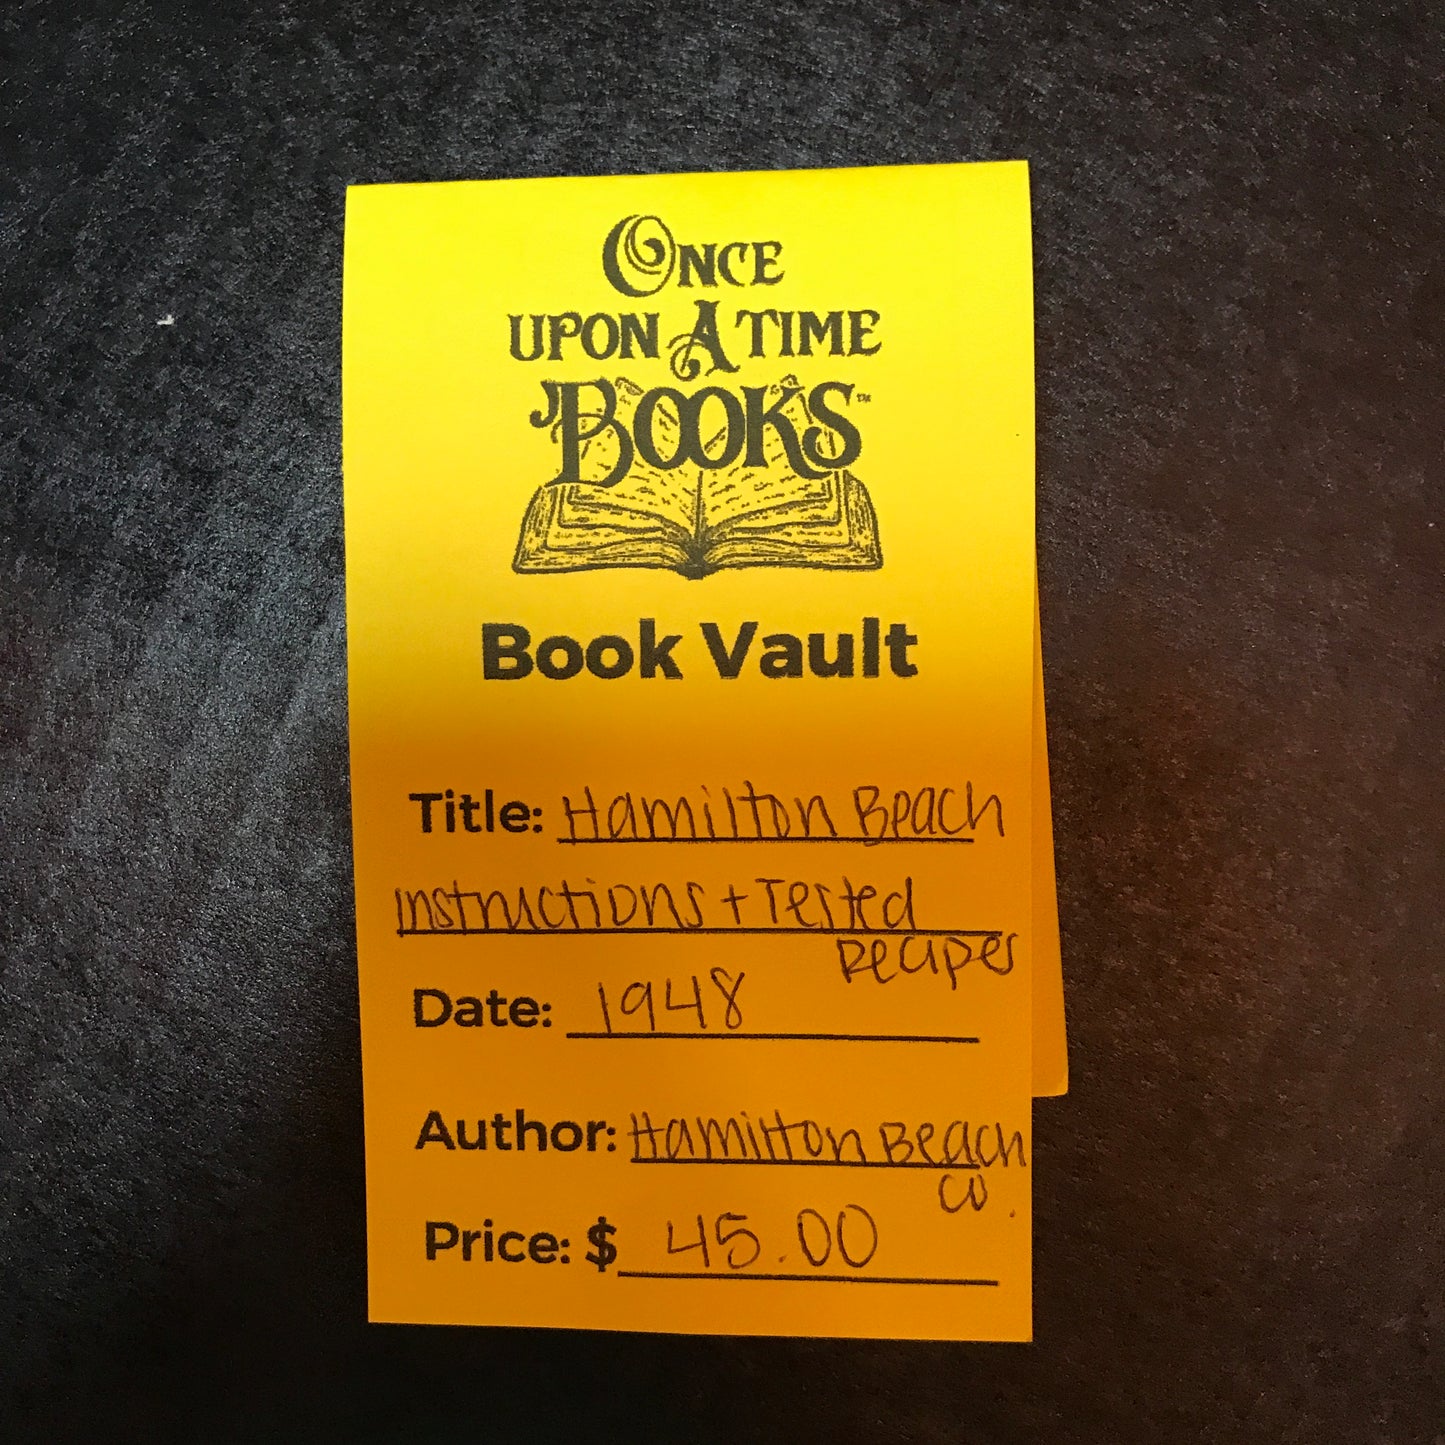 ONCE
UPON A TIME
BOOKS™
Book Vault
Title: Hamilton Beach
instructions + Tested
Recipes
Date: 1948
Author: Hamilton Beach
Co.
Price: $ 45.00